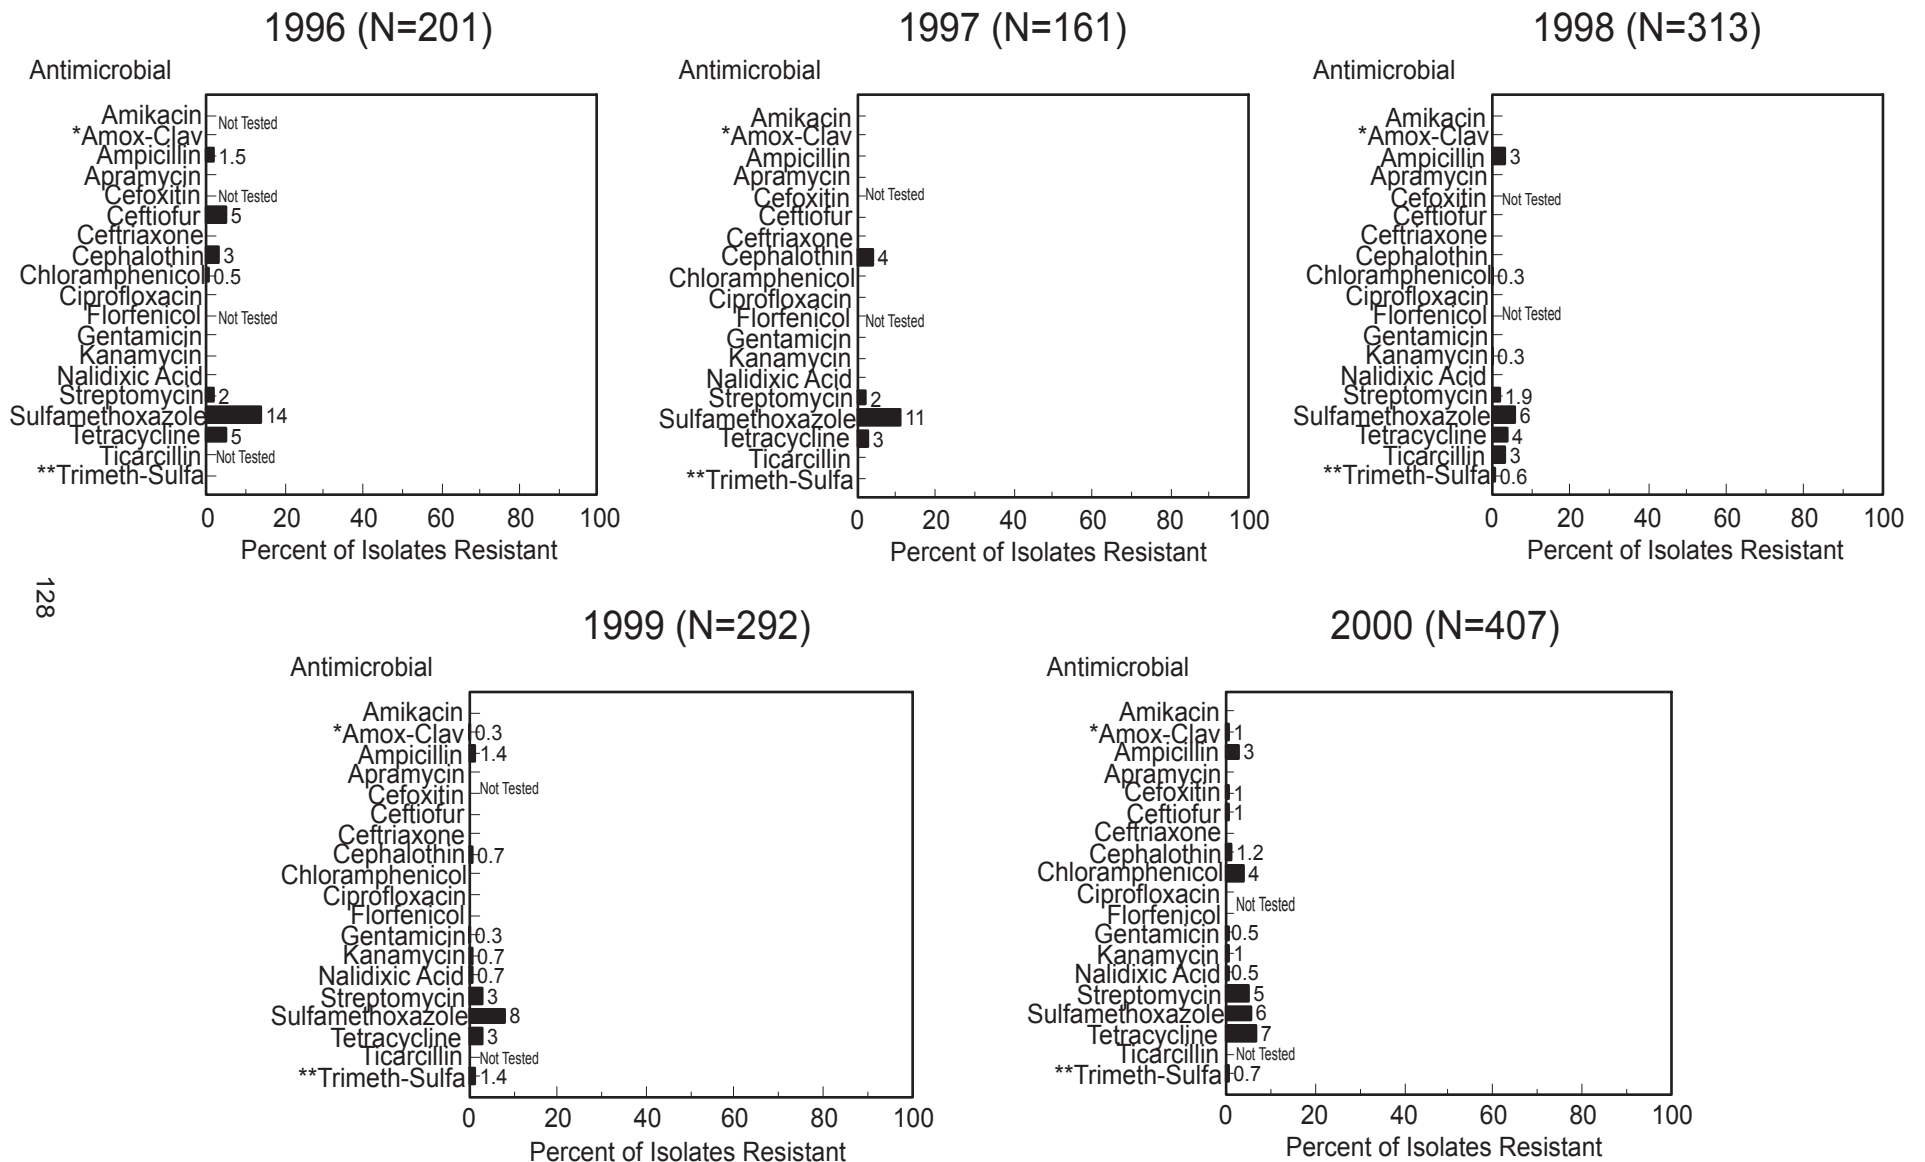 1996 (N=201)
Antimicrobial
Amikacin Not Tested
*Amox-Clav
Ampicillin 1.5
Apramycin
Cefoxitin Not Tested
Ceftiofur 5
Ceftriaxone
Cephalothin 3
Chloramphenicol 0.5
Ciprofloxacin
Florfenicol Not Tested
Gentamicin
Kanamycin
Nalidixic Acid
Streptomycin 2
Sulfamethoxazole 14
Tetracycline 5
Ticarcillin Not Tested
**Trimeth-Sulfa
0 20 40 60 80 100
Percent of Isolates Resistant
1997 (N=161)
Antimicrobial
Amikacin
*Amox-Clav
Ampicillin
Apramycin
Cefoxitin Not Tested
Ceftiofur
Ceftriaxone
Cephalothin 4
Chloramphenicol
Ciprofloxacin
Florfenicol Not Tested
Gentamicin
Kanamycin
Nalidixic Acid
Streptomycin 2
Sulfamethoxazole 11
Tetracycline 3
Ticarcillin
**Trimeth-Sulfa
0 20 40 60 80 100
Percent of Isolates Resistant
1998 (N=313)
Antimicrobial
Amikacin
*Amox-Clav
Ampicillin 3
Apramycin
Cefoxitin Not Tested
Ceftiofur
Ceftriaxone
Cephalothin
Chloramphenicol 0.3
Ciprofloxacin
Florfenicol Not Tested
Gentamicin
Kanamycin 0.3
Nalidixic Acid
Streptomycin 1.9
Sulfamethoxazole 6
Tetracycline 4
Ticarcillin 3
**Trimeth-Sulfa 0.6
0 20 40 60 80 100
Percent of Isolates Resistant
128
1999 (N=292)
Antimicrobial
Amikacin
*Amox-Clav 0.3
Ampicillin 1.4
Apramycin
Cefoxitin Not Tested
Ceftiofur
Ceftriaxone
Cephalothin 0.7
Chloramphenicol
Ciprofloxacin
Florfenicol
Gentamicin 0.3
Kanamycin 0.7
Nalidixic Acid 0.7
Streptomycin 3
Sulfamethoxazole 8
Tetracycline 3
Ticarcillin Not Tested
**Trimeth-Sulfa 1.4
0 20 40 60 80 100
Percent of Isolates Resistant
2000 (N=407)
Antimicrobial
Amikacin
*Amox-Clav 1
Ampicillin 3
Apramycin
Cefoxitin 1
Ceftiofur 1
Ceftriaxone
Cephalothin 1.2
Chloramphenicol 4
Ciprofloxacin
Florfenicol Not Tested
Gentamicin 0.5
Kanamycin 1
Nalidixic Acid 0.5
Streptomycin 5
Sulfamethoxazole 6
Tetracycline 7
Ticarcillin Not Tested
**Trimeth-Sulfa 0.7
0 20 40 60 80 100
Percent of Isolates Resistant